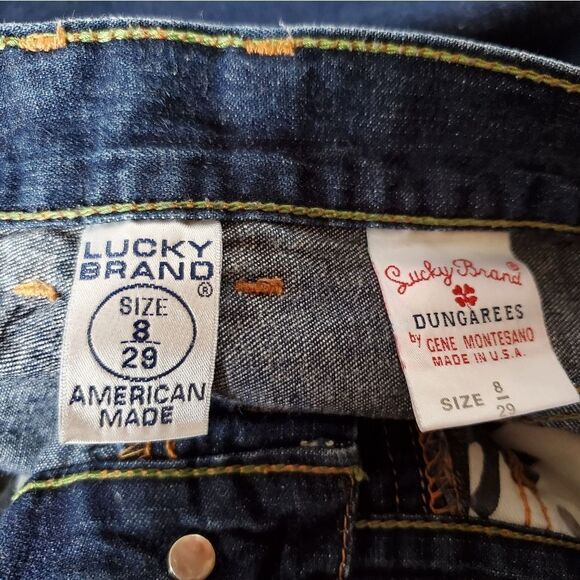 LUCKY
BRAND®
SIZE
8
29
AMERICAN
MADE
Lucky Brand
DUNGAREES
by GENE MONTESANO
MADE IN U.S.A.
SIZE 8
29